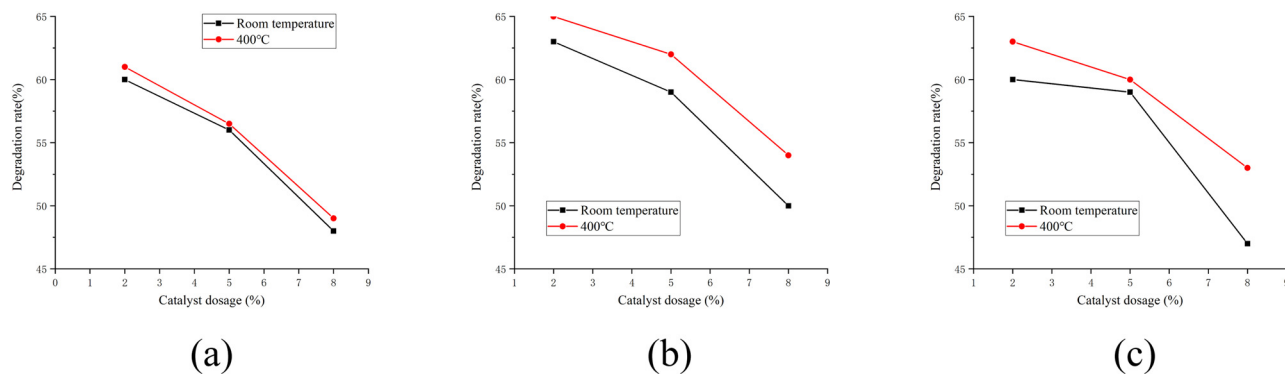 65
60
55
50
45
Degradation rate(%)
Room temperature
400℃
0 1 2 3 4 5 6 7 8 9
Catalyst dosage (%)
(a)
65
60
55
50
45
Degradation rate(%)
Room temperature
400℃
1 2 3 4 5 6 7 8 9
Catalyst dosage (%)
(b)
65
60
55
50
45
Degradation rate(%)
Room temperature
400℃
1 2 3 4 5 6 7 8 9
Catalyst dosage (%)
(c)